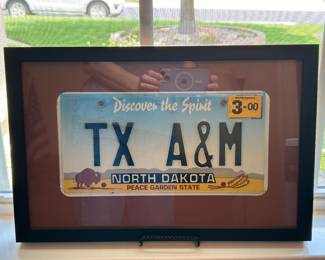 Discover the Spirit
3-00
TX A&M
NORTH DAKOTA
PEACE GARDEN STATE